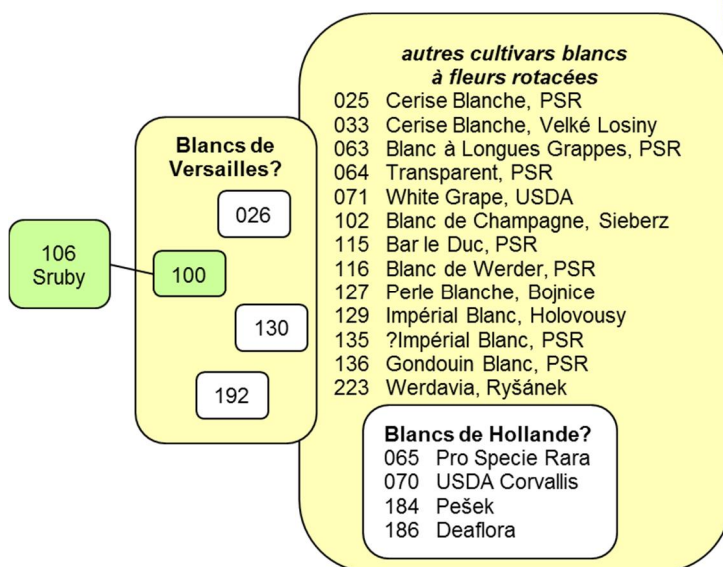 autres cultivars blancs
à fleurs rotacées
025 Cerise Blanche, PSR
033 Cerise Blanche, Velké Losiny
063 Blanc à Longues Grappes, PSR
064 Transparent, PSR
071 White Grape, USDA
102 Blanc de Champagne, Sieberz
115 Bar le Duc, PSR
116 Blanc de Werder, PSR
127 Perle Blanche, Bojnice
129 Impérial Blanc, Holovousy
135 ?Impérial Blanc, PSR
136 Gondouin Blanc, PSR
223 Werdavia, Ryšánek
Blancs de Hollande?
065 Pro Specie Rara
070 USDA Corvallis
184 Pešek
186 Deaflora
Blancs de
Versailles?
026
100
130
192
106
Sruby